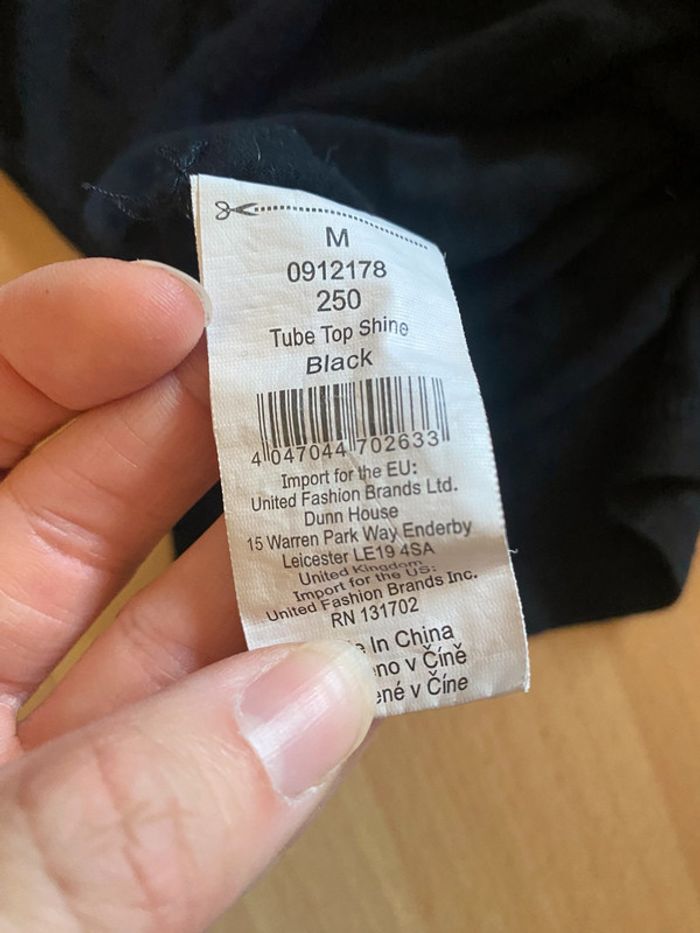 M
0912178
250
Tube Top Shine
Black
4 047044 702633
Import for the EU:
United Fashion Brands Ltd.
Dunn House
15 Warren Park Way Enderby
Leicester LE19 4SA
United Kingdom
Import for the US:
United Fashion Brands Inc.
RN 131702
In China
v Číně
v Číne